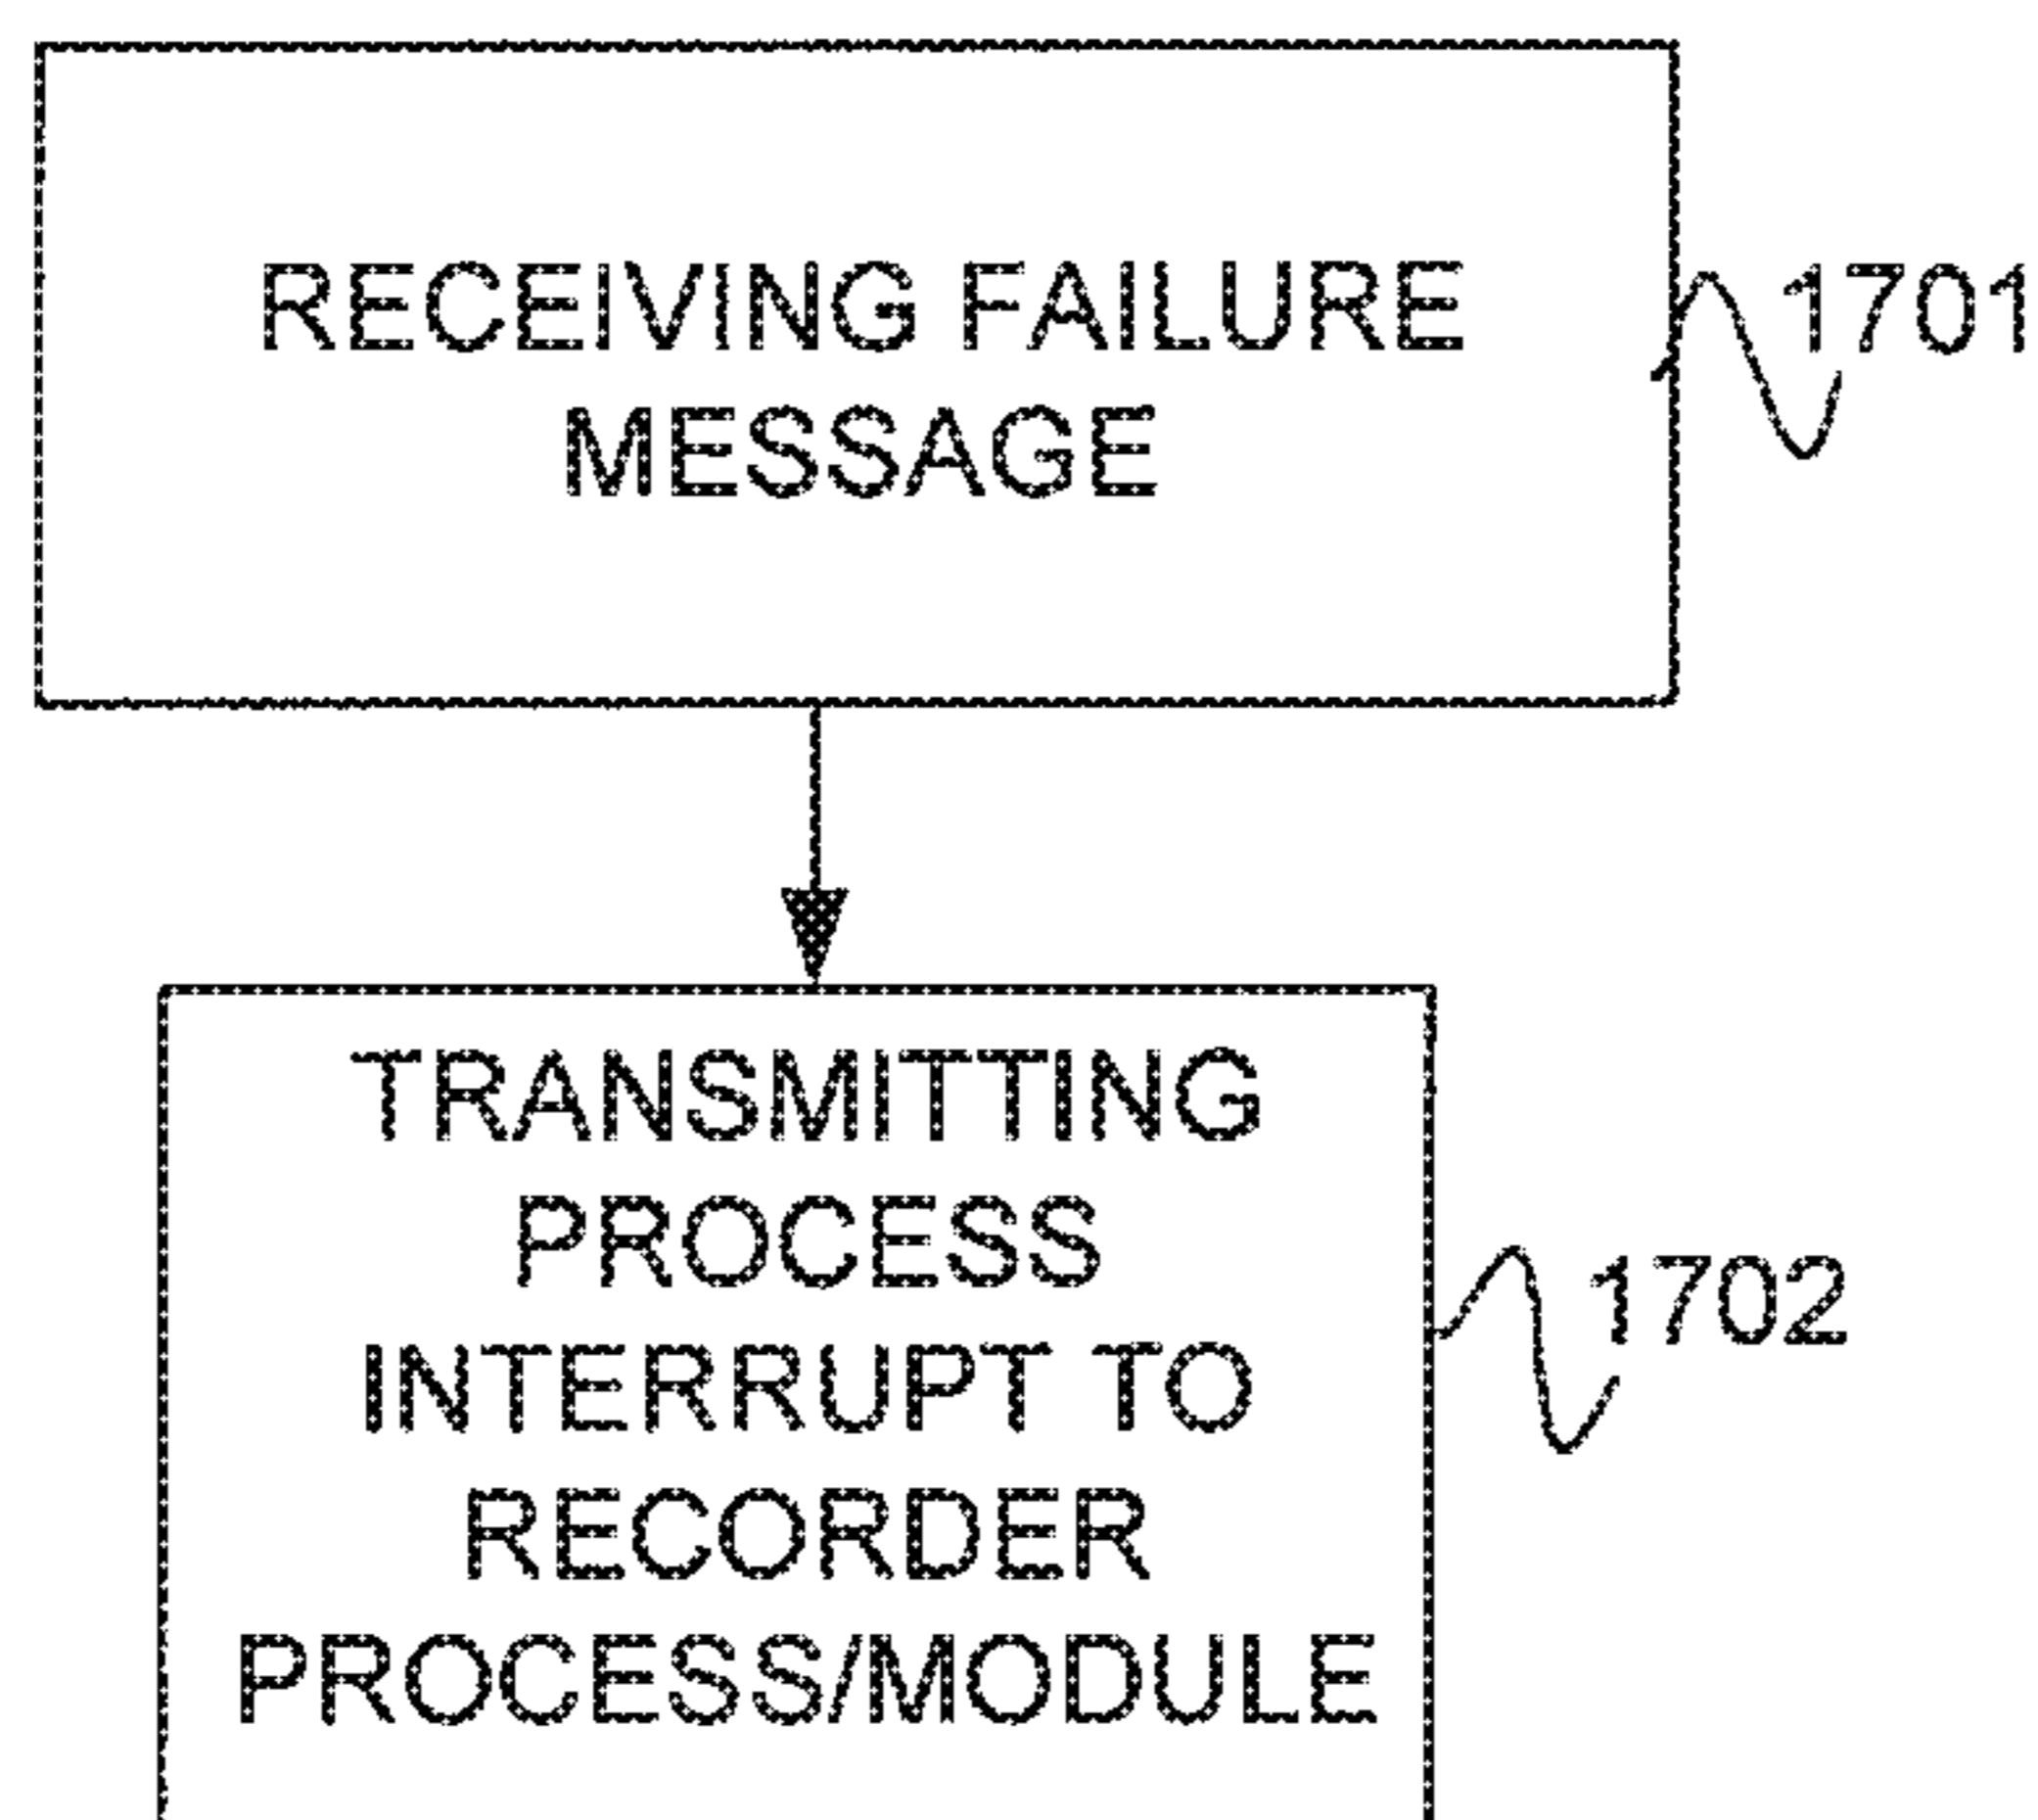 RECEIVING FAILURE
MESSAGE
1701
TRANSMITTING
PROCESS
INTERRUPT TO
RECORDER
PROCESS/MODULE
1702